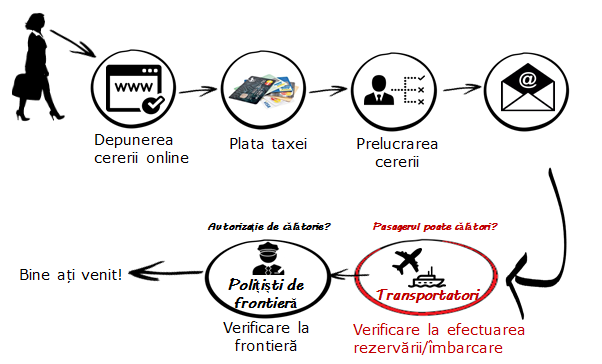 WWW
@
Depunerea
cererii online
Plata taxei
Prelucrarea
cererii
Autorizație de călătorie?
Pasagerul poate călători?
Bine ați venit!
Polițiști de
frontieră
Transportatori
Verificare la
frontieră
Verificare la efectuarea
rezervării/îmbarcare